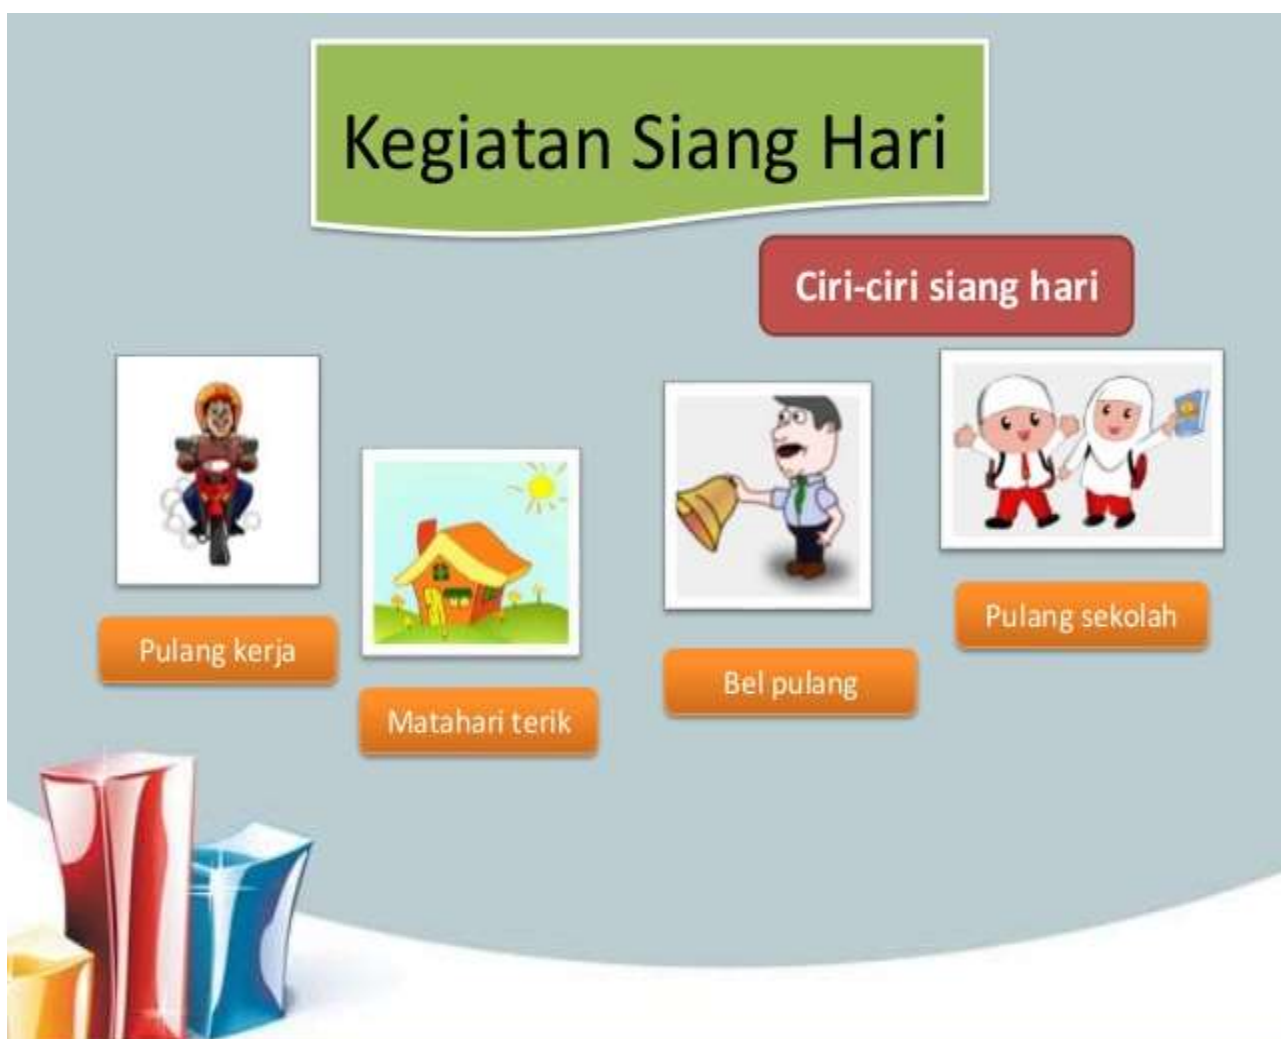 Kegiatan Siang Hari
Ciri-ciri siang hari
Pulang kerja
Matahari terik
Bel pulang
Pulang sekolah